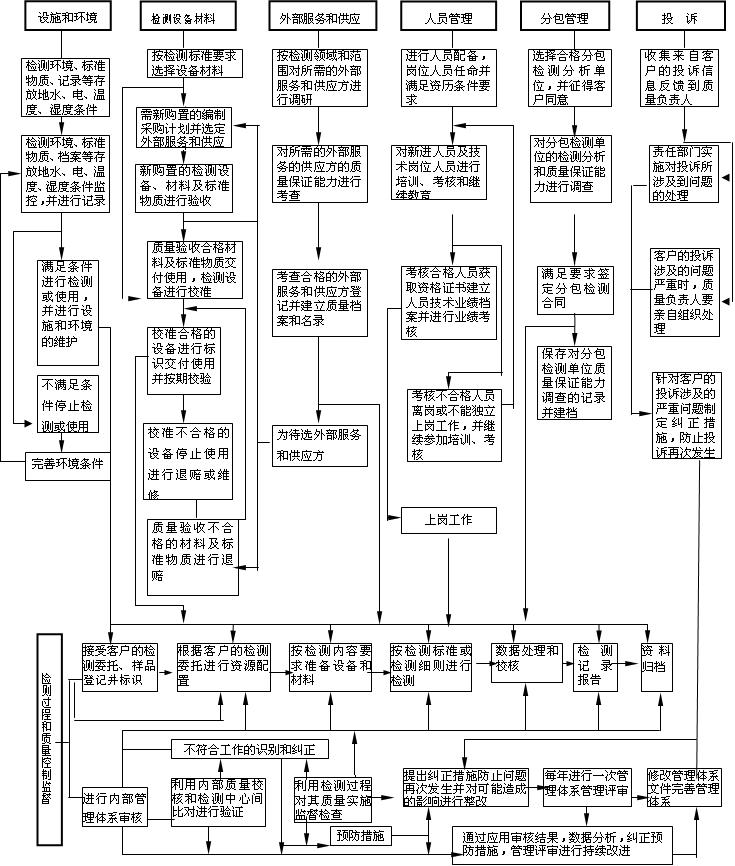 设施和环境
检测设备材料
外部服务和供应
人员管理
分包管理
投 诉
检测环境、标准
物质、记录等存
放地水、电、温
度、湿度条件
检测环境、标准
物质、档案等存
放地水、电、温
度、湿度条件监
控,并进行记录
满足条件
进行检测
或使用，
并进行设
施和环境
的维护
不满足条
件停止检
测或使用
完善环境条件
按检测标准要求
选择设备材料
需新购置的编制
采购计划并选定
外部服务和供应
新购置的检测设
备、材料及标准
物质进行验收
质量验收合格材
料及标准物质交
付使用，检测设
备进行校准
校准合格的
设备进行标
识交付使用
并按期校验
校准不合格的
设备停止使用
进行退赔或维
修
质量验收不合
格的材料及标
准物质进行退
赔
按检测领域和范
围对所需的外部
服务和供应方进
行调研
对所需的外部服
务的供应方的质
量保证能力进行
考查
考查合格的外部
服务和供应方登
记并建立质量档
案和名录
为待选外部服务
和供应方
进行人员配备，
岗位人员任命并
满足资历条件要
求
对新进人员及技
术岗位人员进行
培训、考核和继
续教育
考核合格人员获
取资格证书建立
人员技术业绩档
案并进行业绩考
核
考核不合格人员
离岗或不能独立
上岗工作，并继
续参加培训、考
核
上岗工作
选择合格分包
检测分析单
位，并征得客
户同意
对分包检测单
位的检测分析
和质量保证能
力进行调查
满足要求签
定分包检测
合同
保存对分包
检测单位质
量保证能力
调查的记录
并建档
收集来自客
户的投诉信
息反馈到质
量负责人
责任部门实
施对投诉所
涉及到问题
的处理
客户的投诉
涉及的问题
严重时，质
量负责人要
亲自组织处
理
针对客户的
投诉涉及的
严重问题制
定纠正措
施，防止投
诉再次发生
检测过程和质量控制监督
接受客户的检
测委托、样品
登记并标识
根据客户的检测
委托进行资源配
置
按检测内容要
求准备设备和
材料
按检测标准或
检测细则进行
检测
数据处理和
校核
检 测
记 录
报告
资 料
归档
不符合工作的识别和纠正
进行内部管
理体系审核
利用内部质量校
核和检测中心间
比对进行验证
利用检测过程
对其质量实施
监督检查
预防措施
提出纠正措施防止问题
再次发生并对可能造成
的影响进行整改
每年进行一次管
理体系管理评审
修改管理体系
文件完善管理
体系
通过应用审核结果，数据分析，纠正预
防措施，管理评审进行持续改进